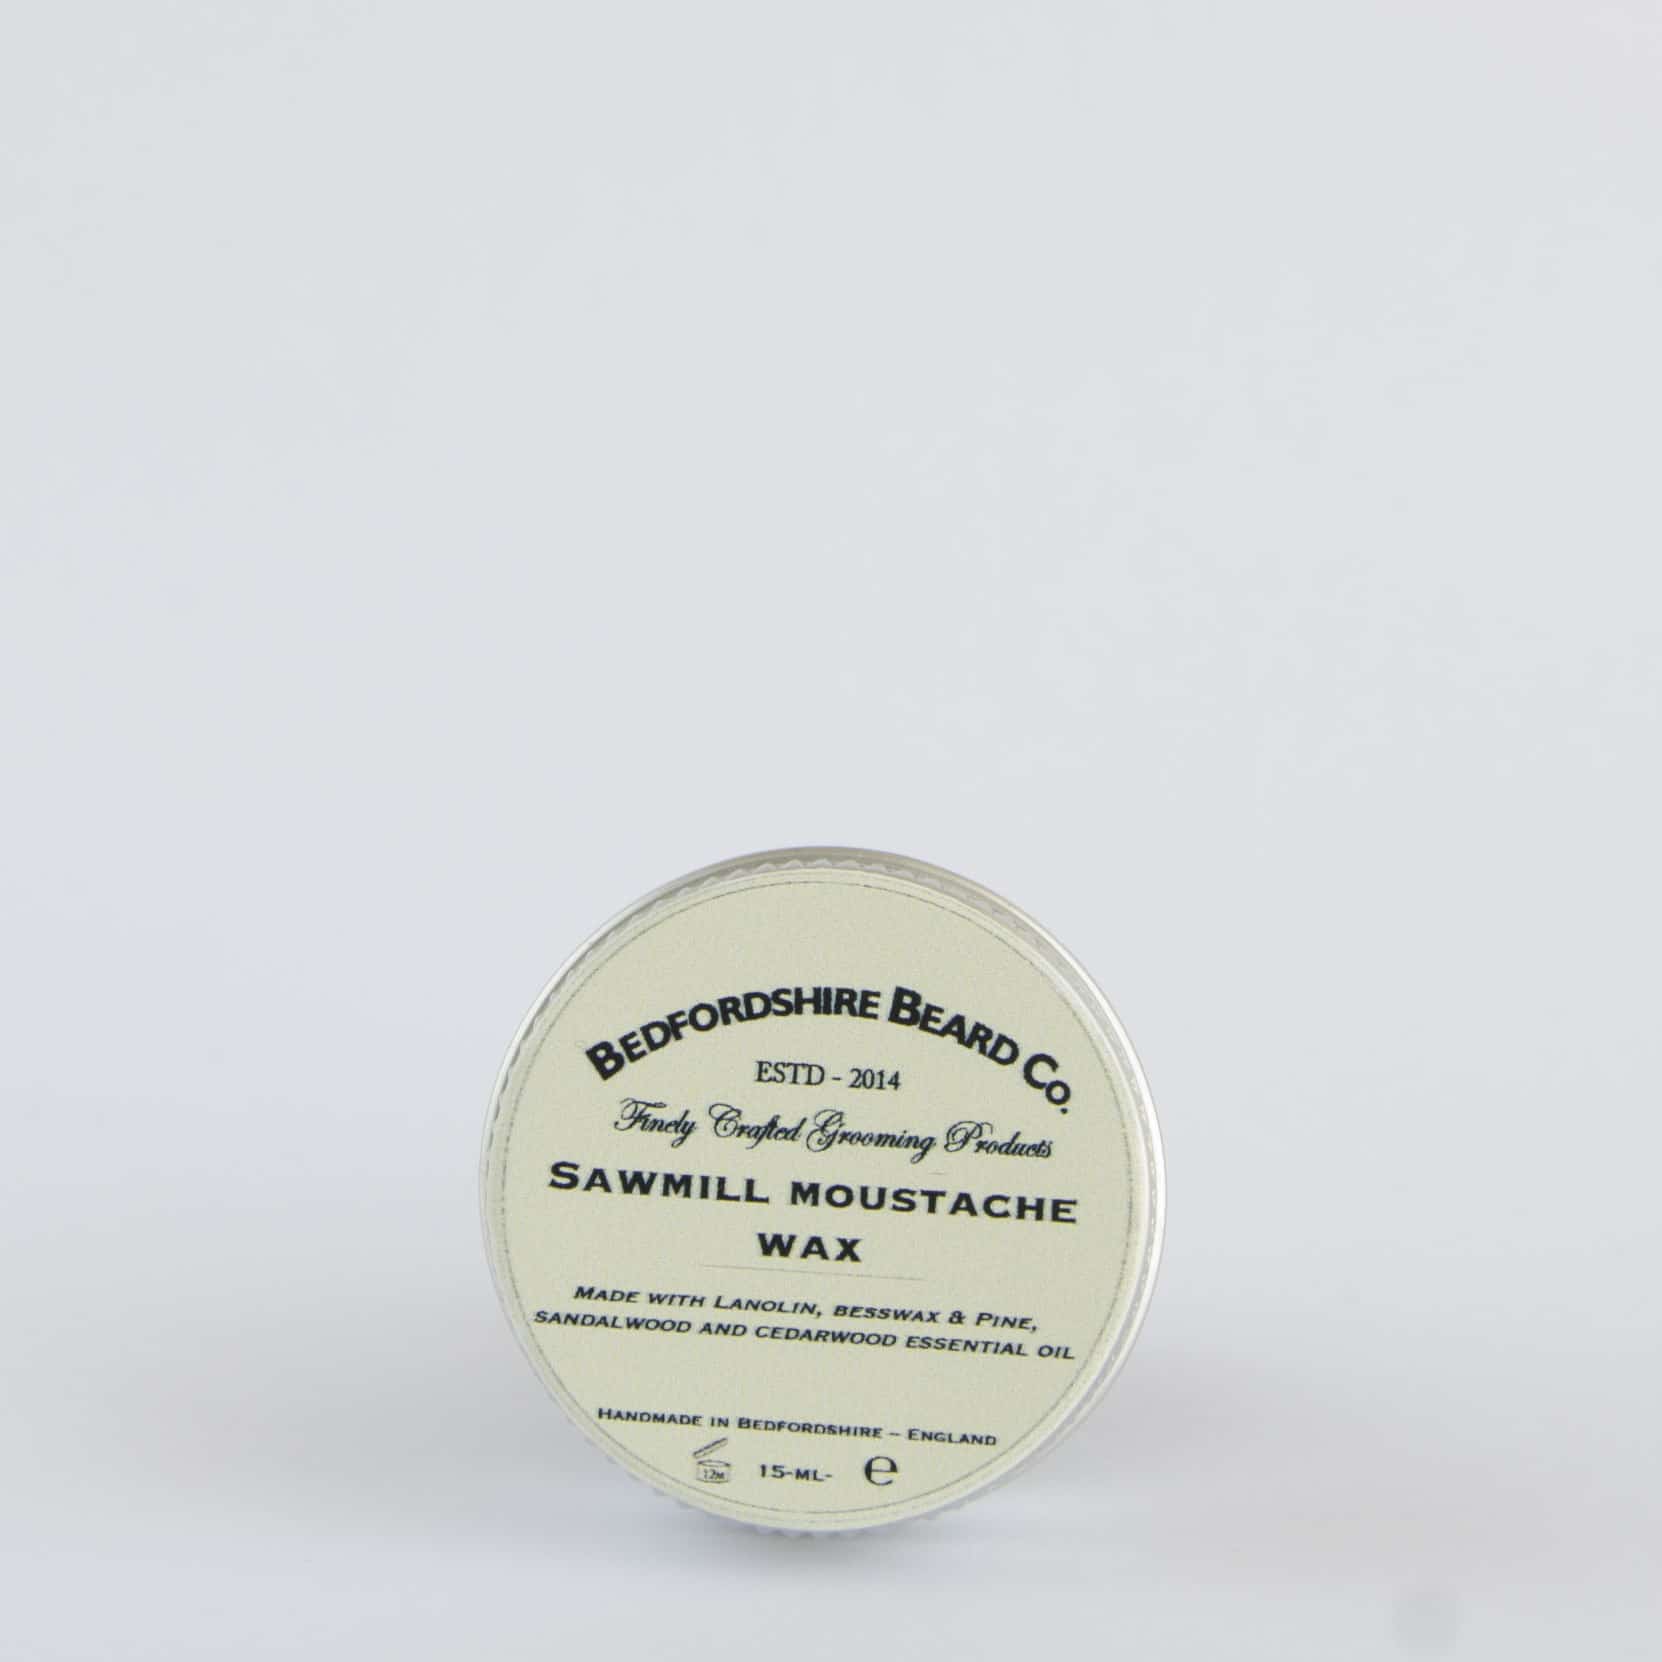 BEDFORDSHIRE BEARD CO.
ESTD - 2014
Finely Crafted Grooming Products
SAWMILL MOUSTACHE
WAX
MADE WITH LANOLIN, BESSWAX & PINE,
SANDALWOOD AND CEDARWOOD ESSENTIAL OIL
HANDMADE IN BEDFORDSHIRE – ENGLAND
12M 15-ML- e